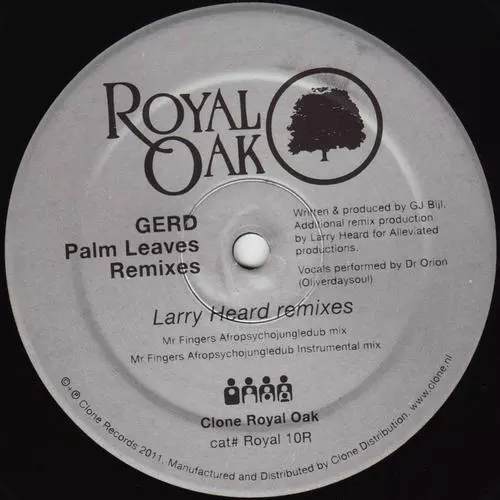 ROYAL
OAK
GERD
Palm Leaves
Remixes
Written & produced by GJ Bijl.
Additional remix production
by Larry Heard for Alleviated
productions.
Vocals performed by Dr Orion
(Oliverdaysoul).
Larry Heard remixes
Mr Fingers Afropsychojungledub mix
Mr Fingers Afropsychojungledub Instrumental mix
Clone Royal Oak
cat# Royal 10R
©+℗ Clone Records 2011. Manufactured and Distributed by Clone Distribution. www.clone.nl